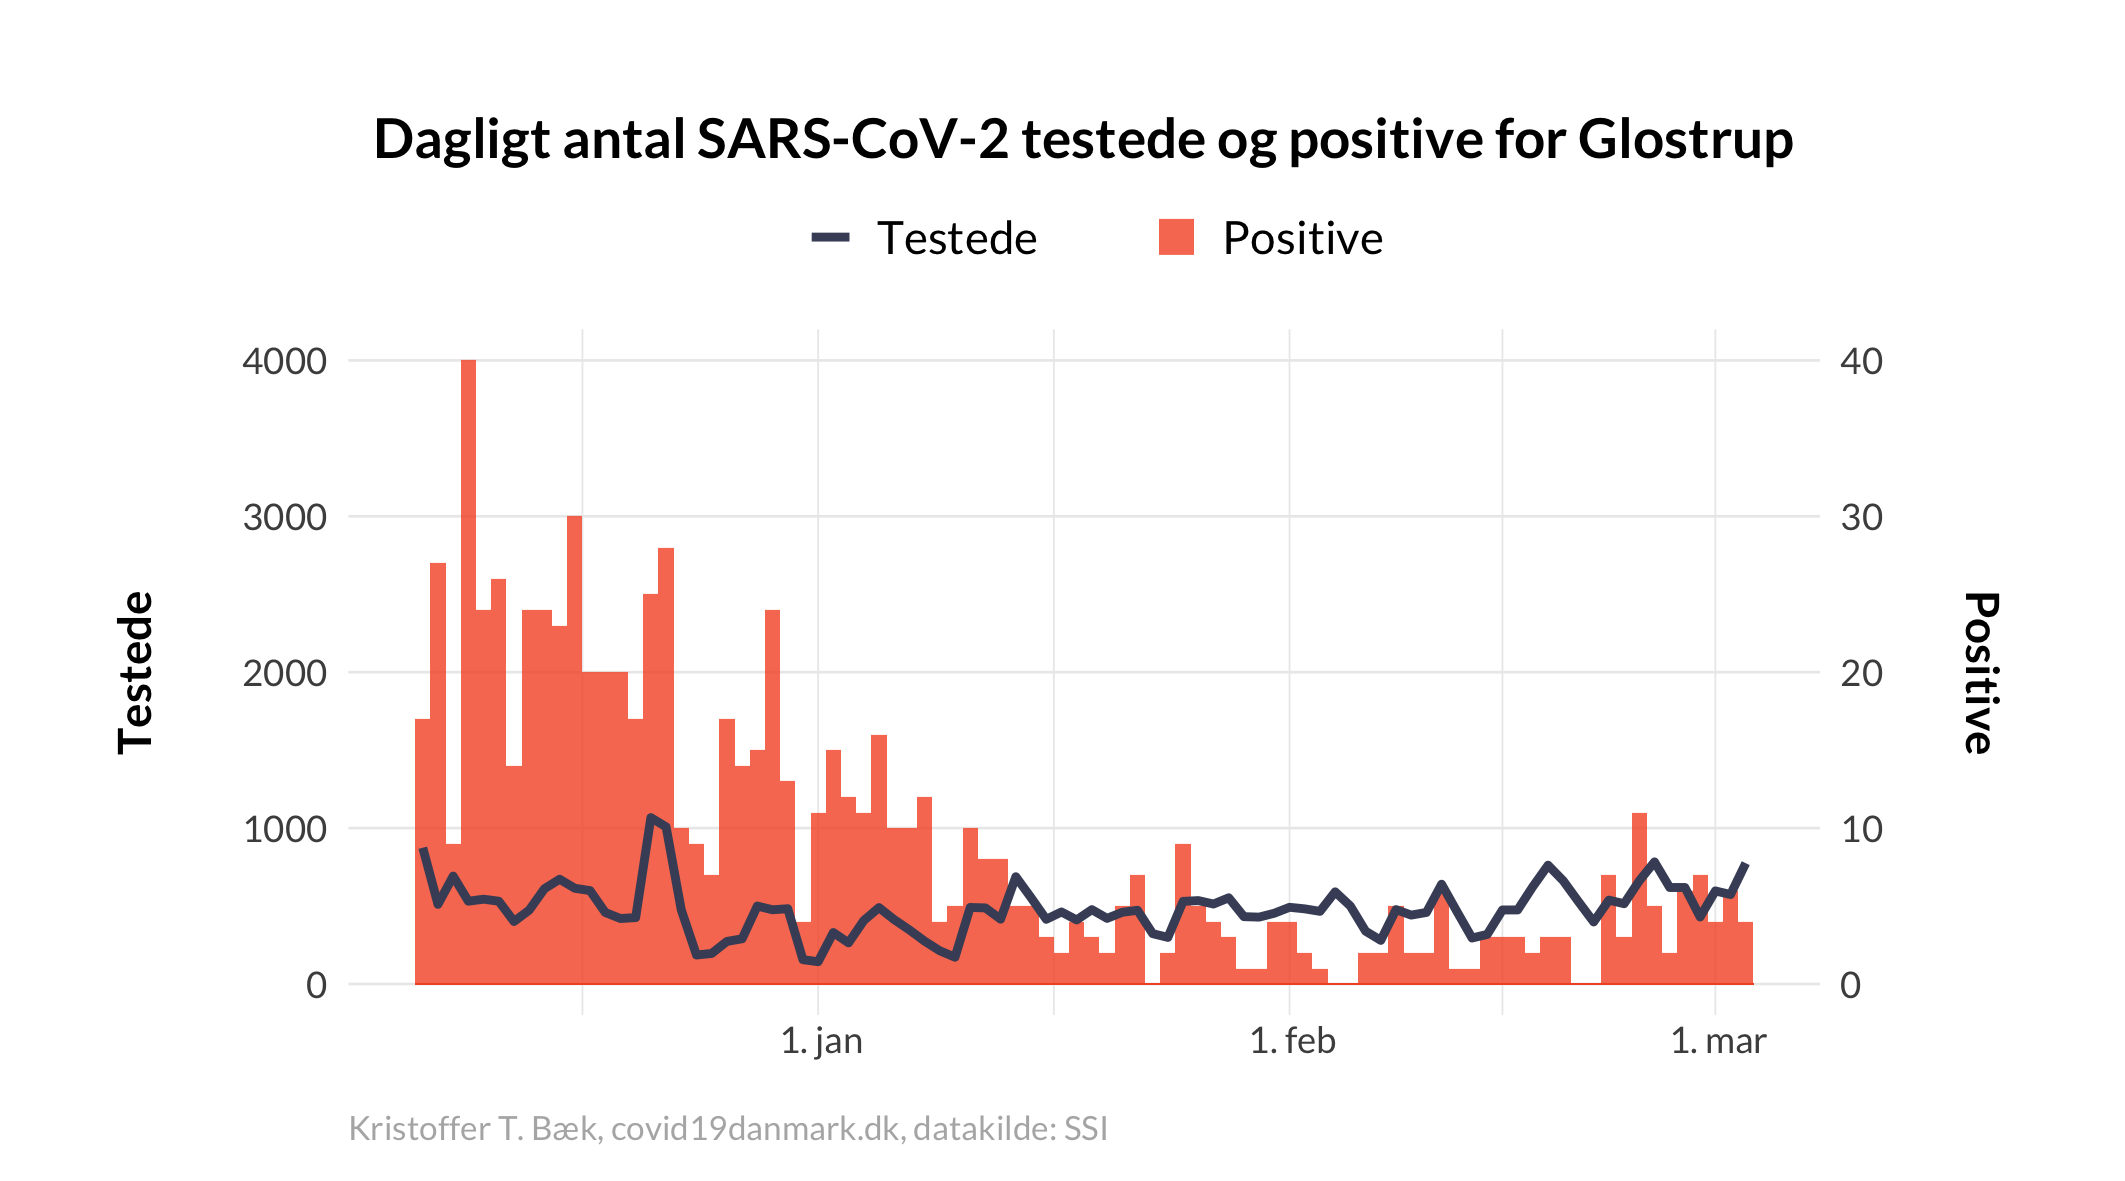 Dagligt antal SARS-CoV-2 testede og positive for Glostrup
Testede Positive
4000 40
3000 30
2000 20
1000 10
0 0
Testede
Positive
1. jan 1. feb 1. mar
Kristoffer T. Bæk, covid19danmark.dk, datakilde: SSI